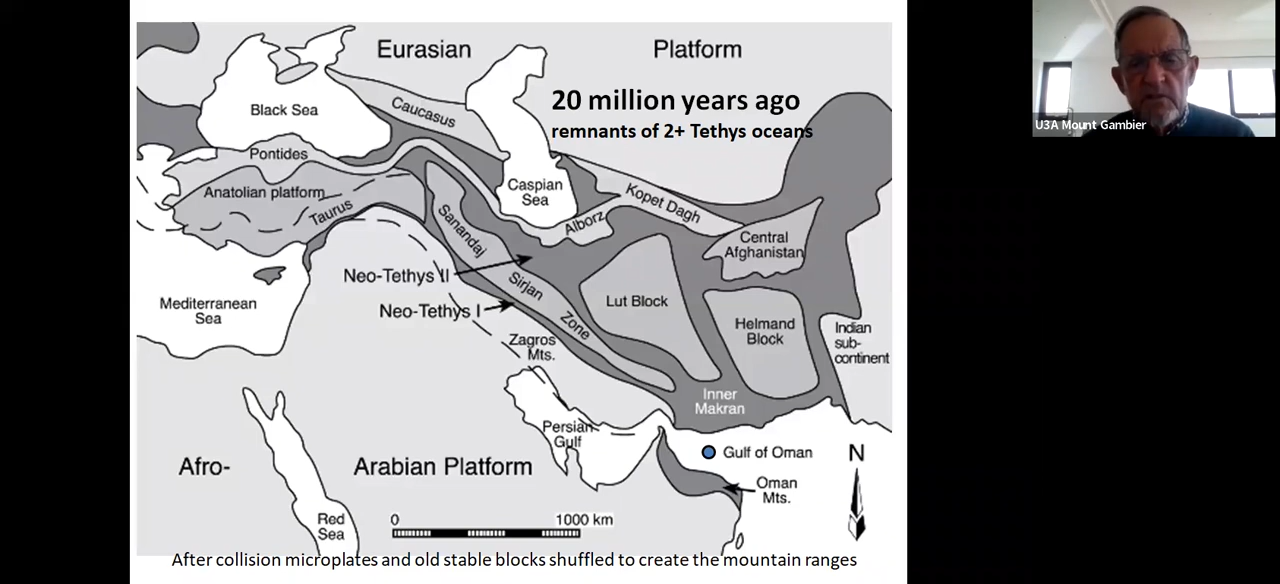 Eurasian Platform
20 million years ago
remnants of 2+ Tethys oceans
Black Sea
Caucasus
Pontides
Anatolian platform
Taurus
Caspian
Sea
Alborz
Kopet Dagh
Central
Afghanistan
Sanandaj
Sirjan
Zone
Neo-Tethys II
Neo-Tethys I
Lut Block
Helmand
Block
Indian
sub-
continent
Mediterranean
Sea
Zagros
Mts.
Inner
Makran
Persian
Gulf
Gulf of Oman
N
Afro-
Arabian Platform
Oman
Mts.
Red
Sea
0
1000 km
After collision microplates and old stable blocks shuffled to create the mountain ranges
U3A Mount Gambier